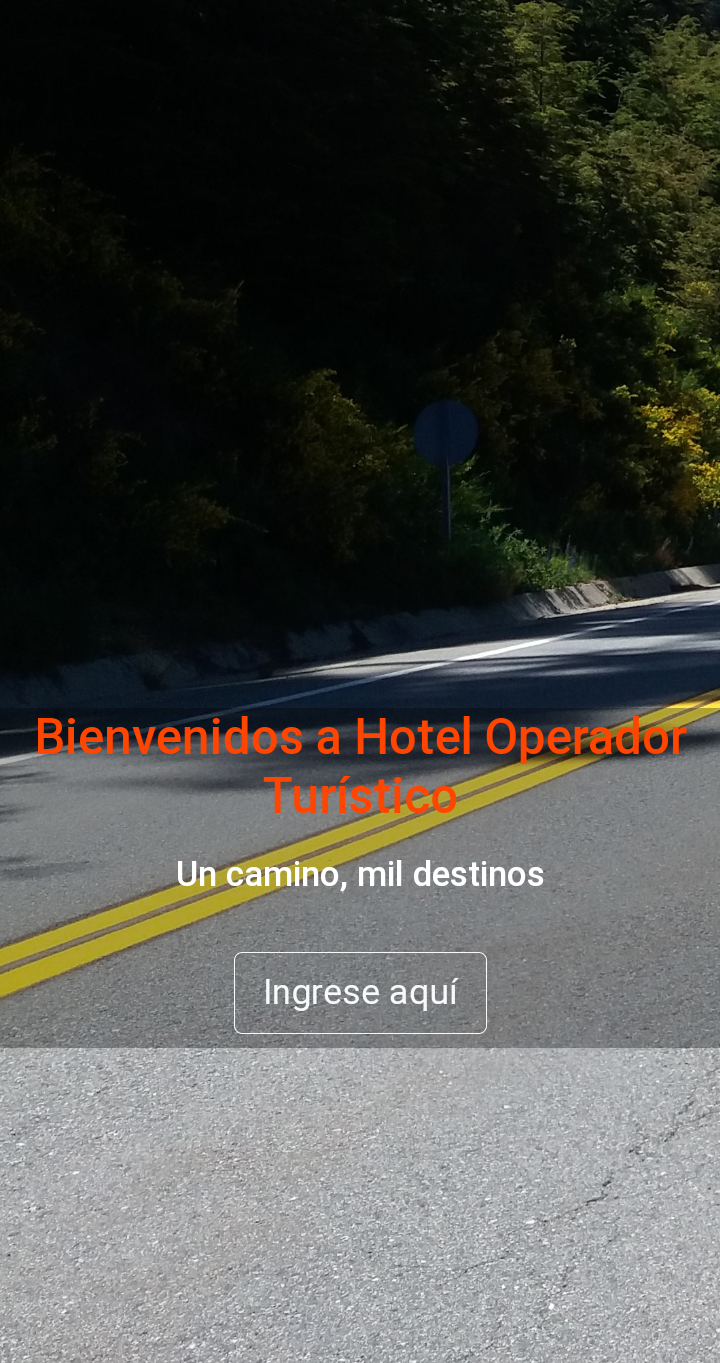 Bienvenidos a Hotel Operador
Turístico
Un camino, mil destinos
Ingrese aquí